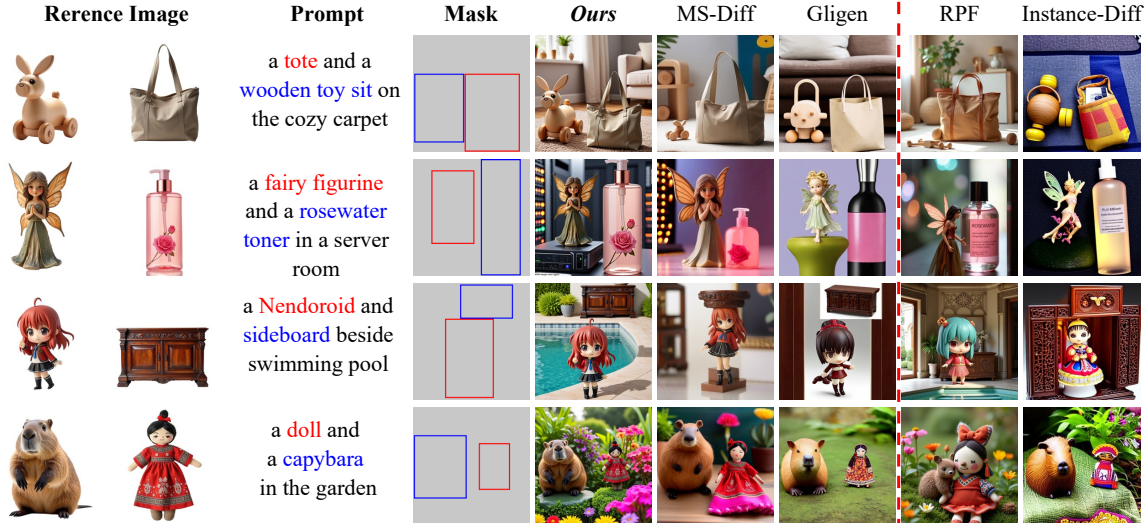 Rerence Image Prompt Mask Ours MS-Diff Gligen RPF Instance-Diff
a tote and a
wooden toy sit on
the cozy carpet
a fairy figurine
and a rosewater
toner in a server
room
ROSEWATER
a Nendoroid and
sideboard beside
swimming pool
a doll and
a capybara
in the garden